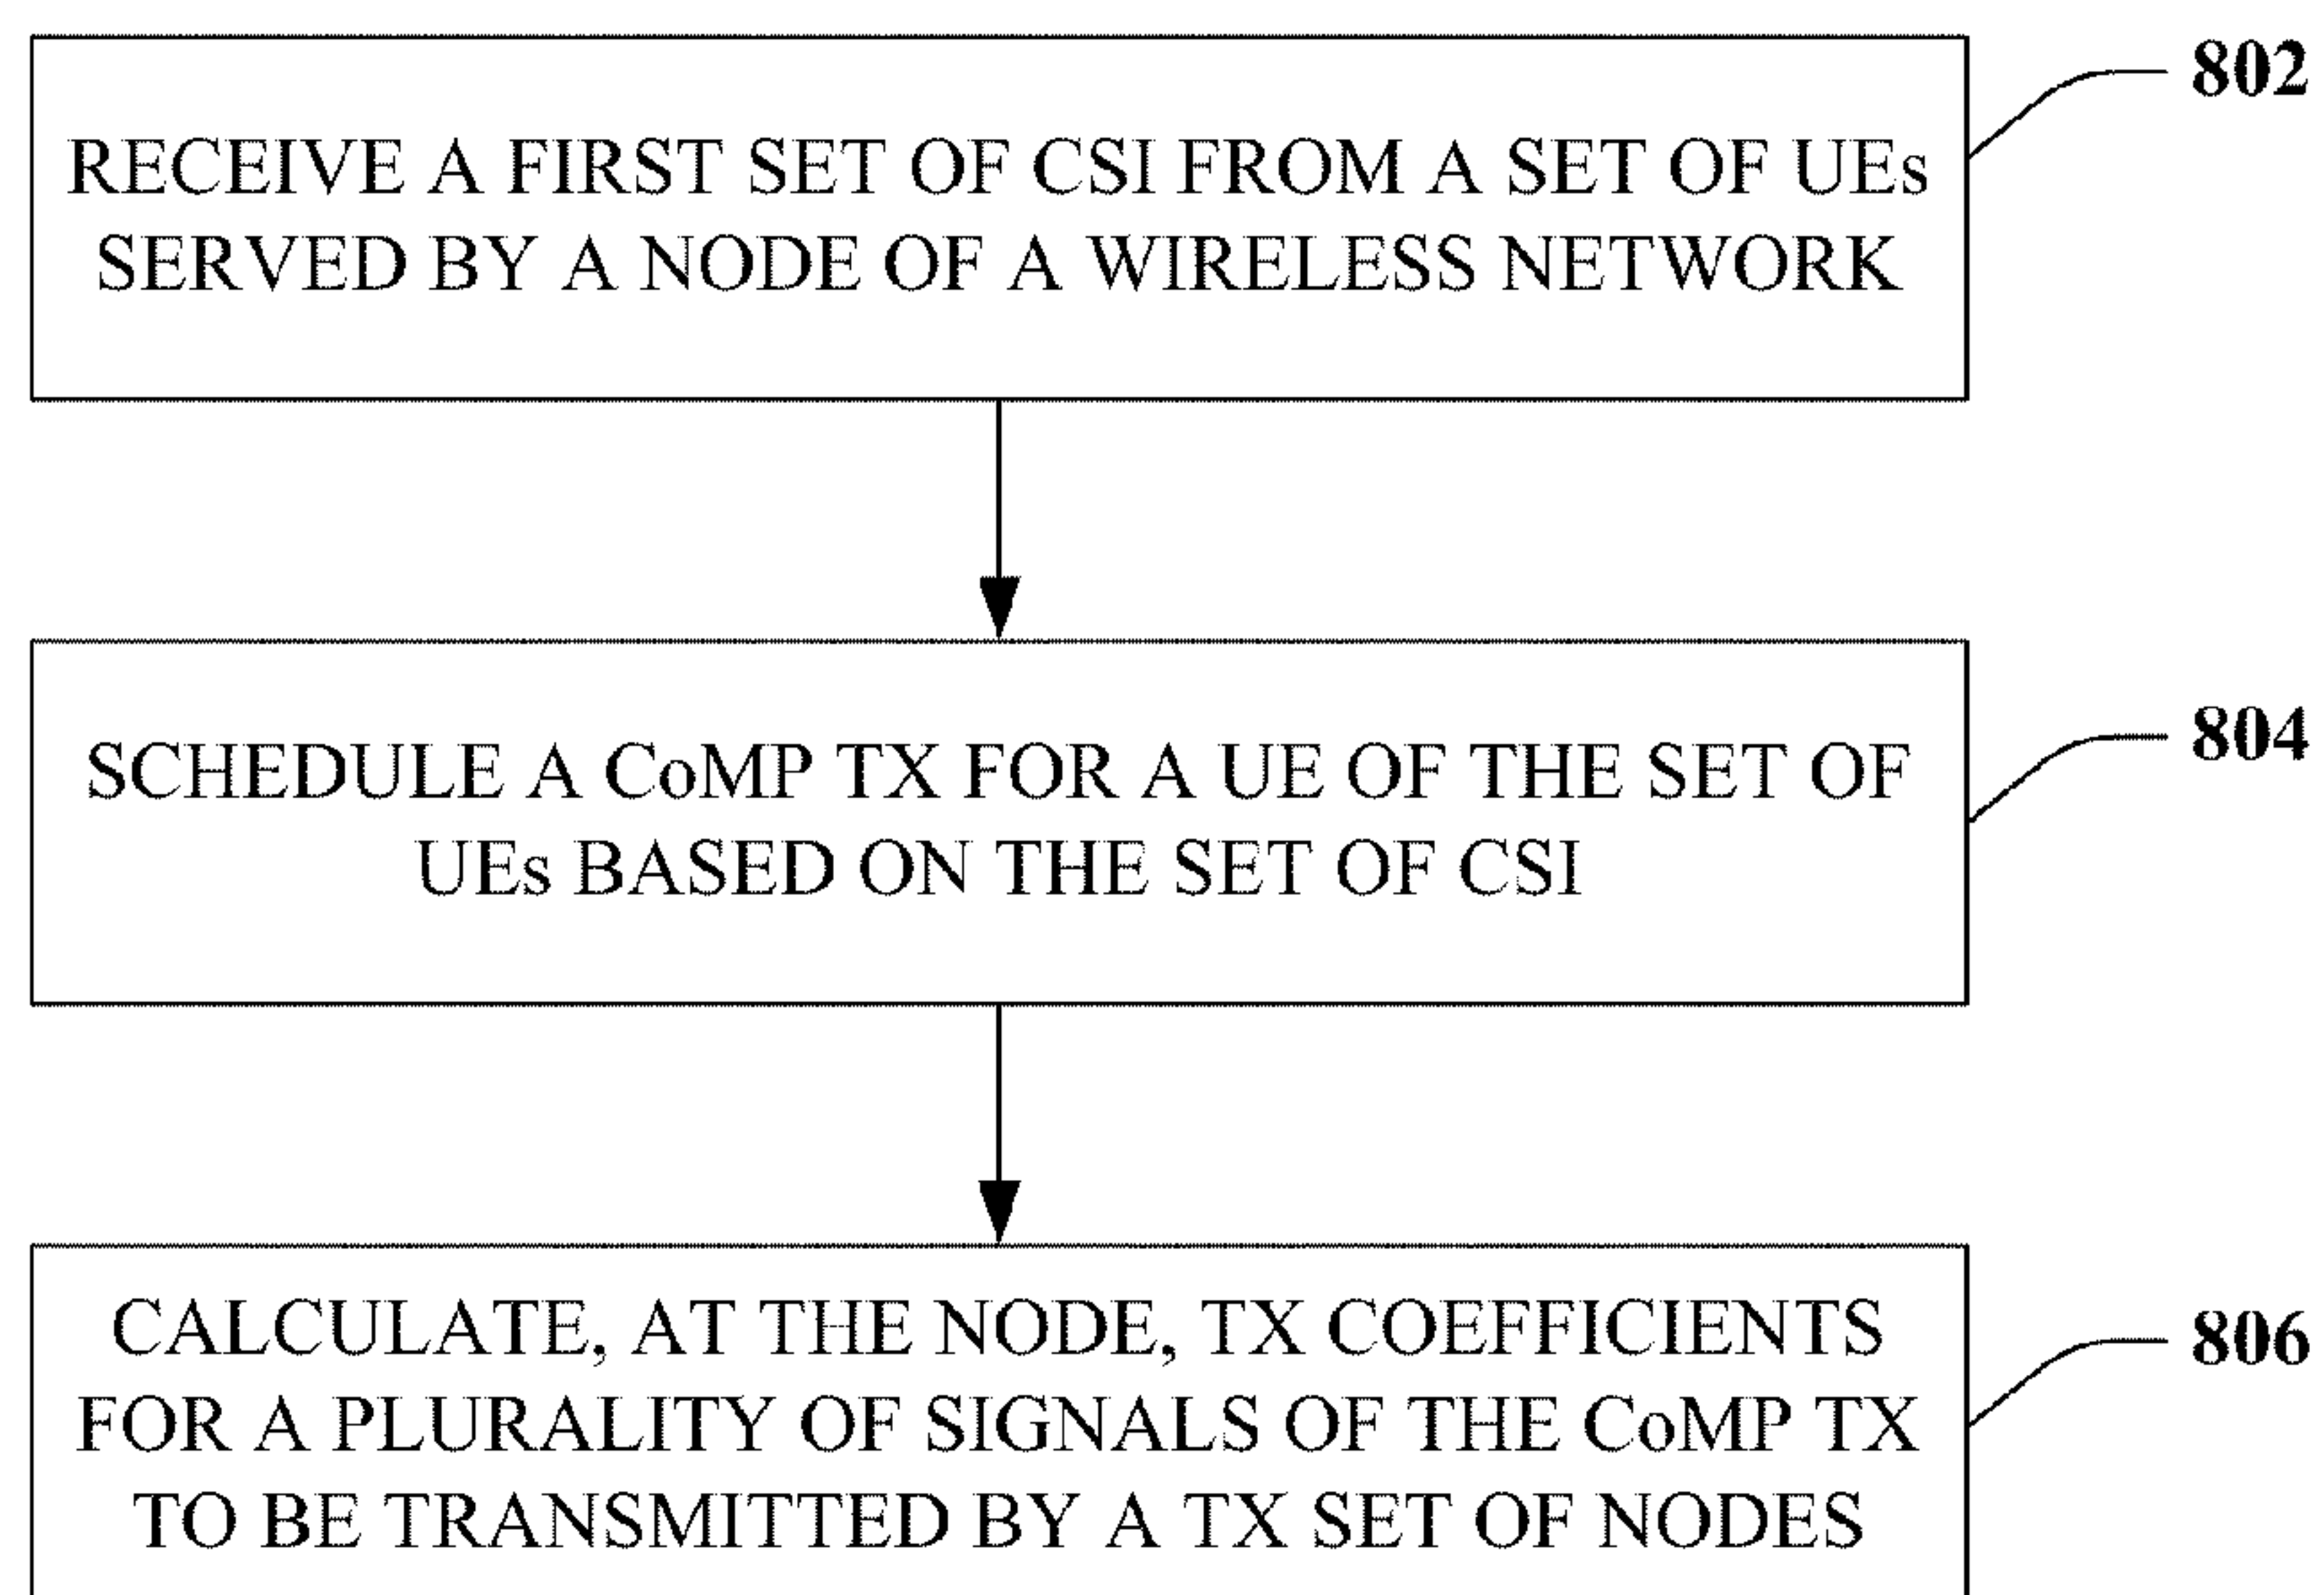 RECEIVE A FIRST SET OF CSI FROM A SET OF UEs
SERVED BY A NODE OF A WIRELESS NETWORK
802
SCHEDULE A CoMP TX FOR A UE OF THE SET OF
UEs BASED ON THE SET OF CSI
804
CALCULATE, AT THE NODE, TX COEFFICIENTS
FOR A PLURALITY OF SIGNALS OF THE CoMP TX
TO BE TRANSMITTED BY A TX SET OF NODES
806